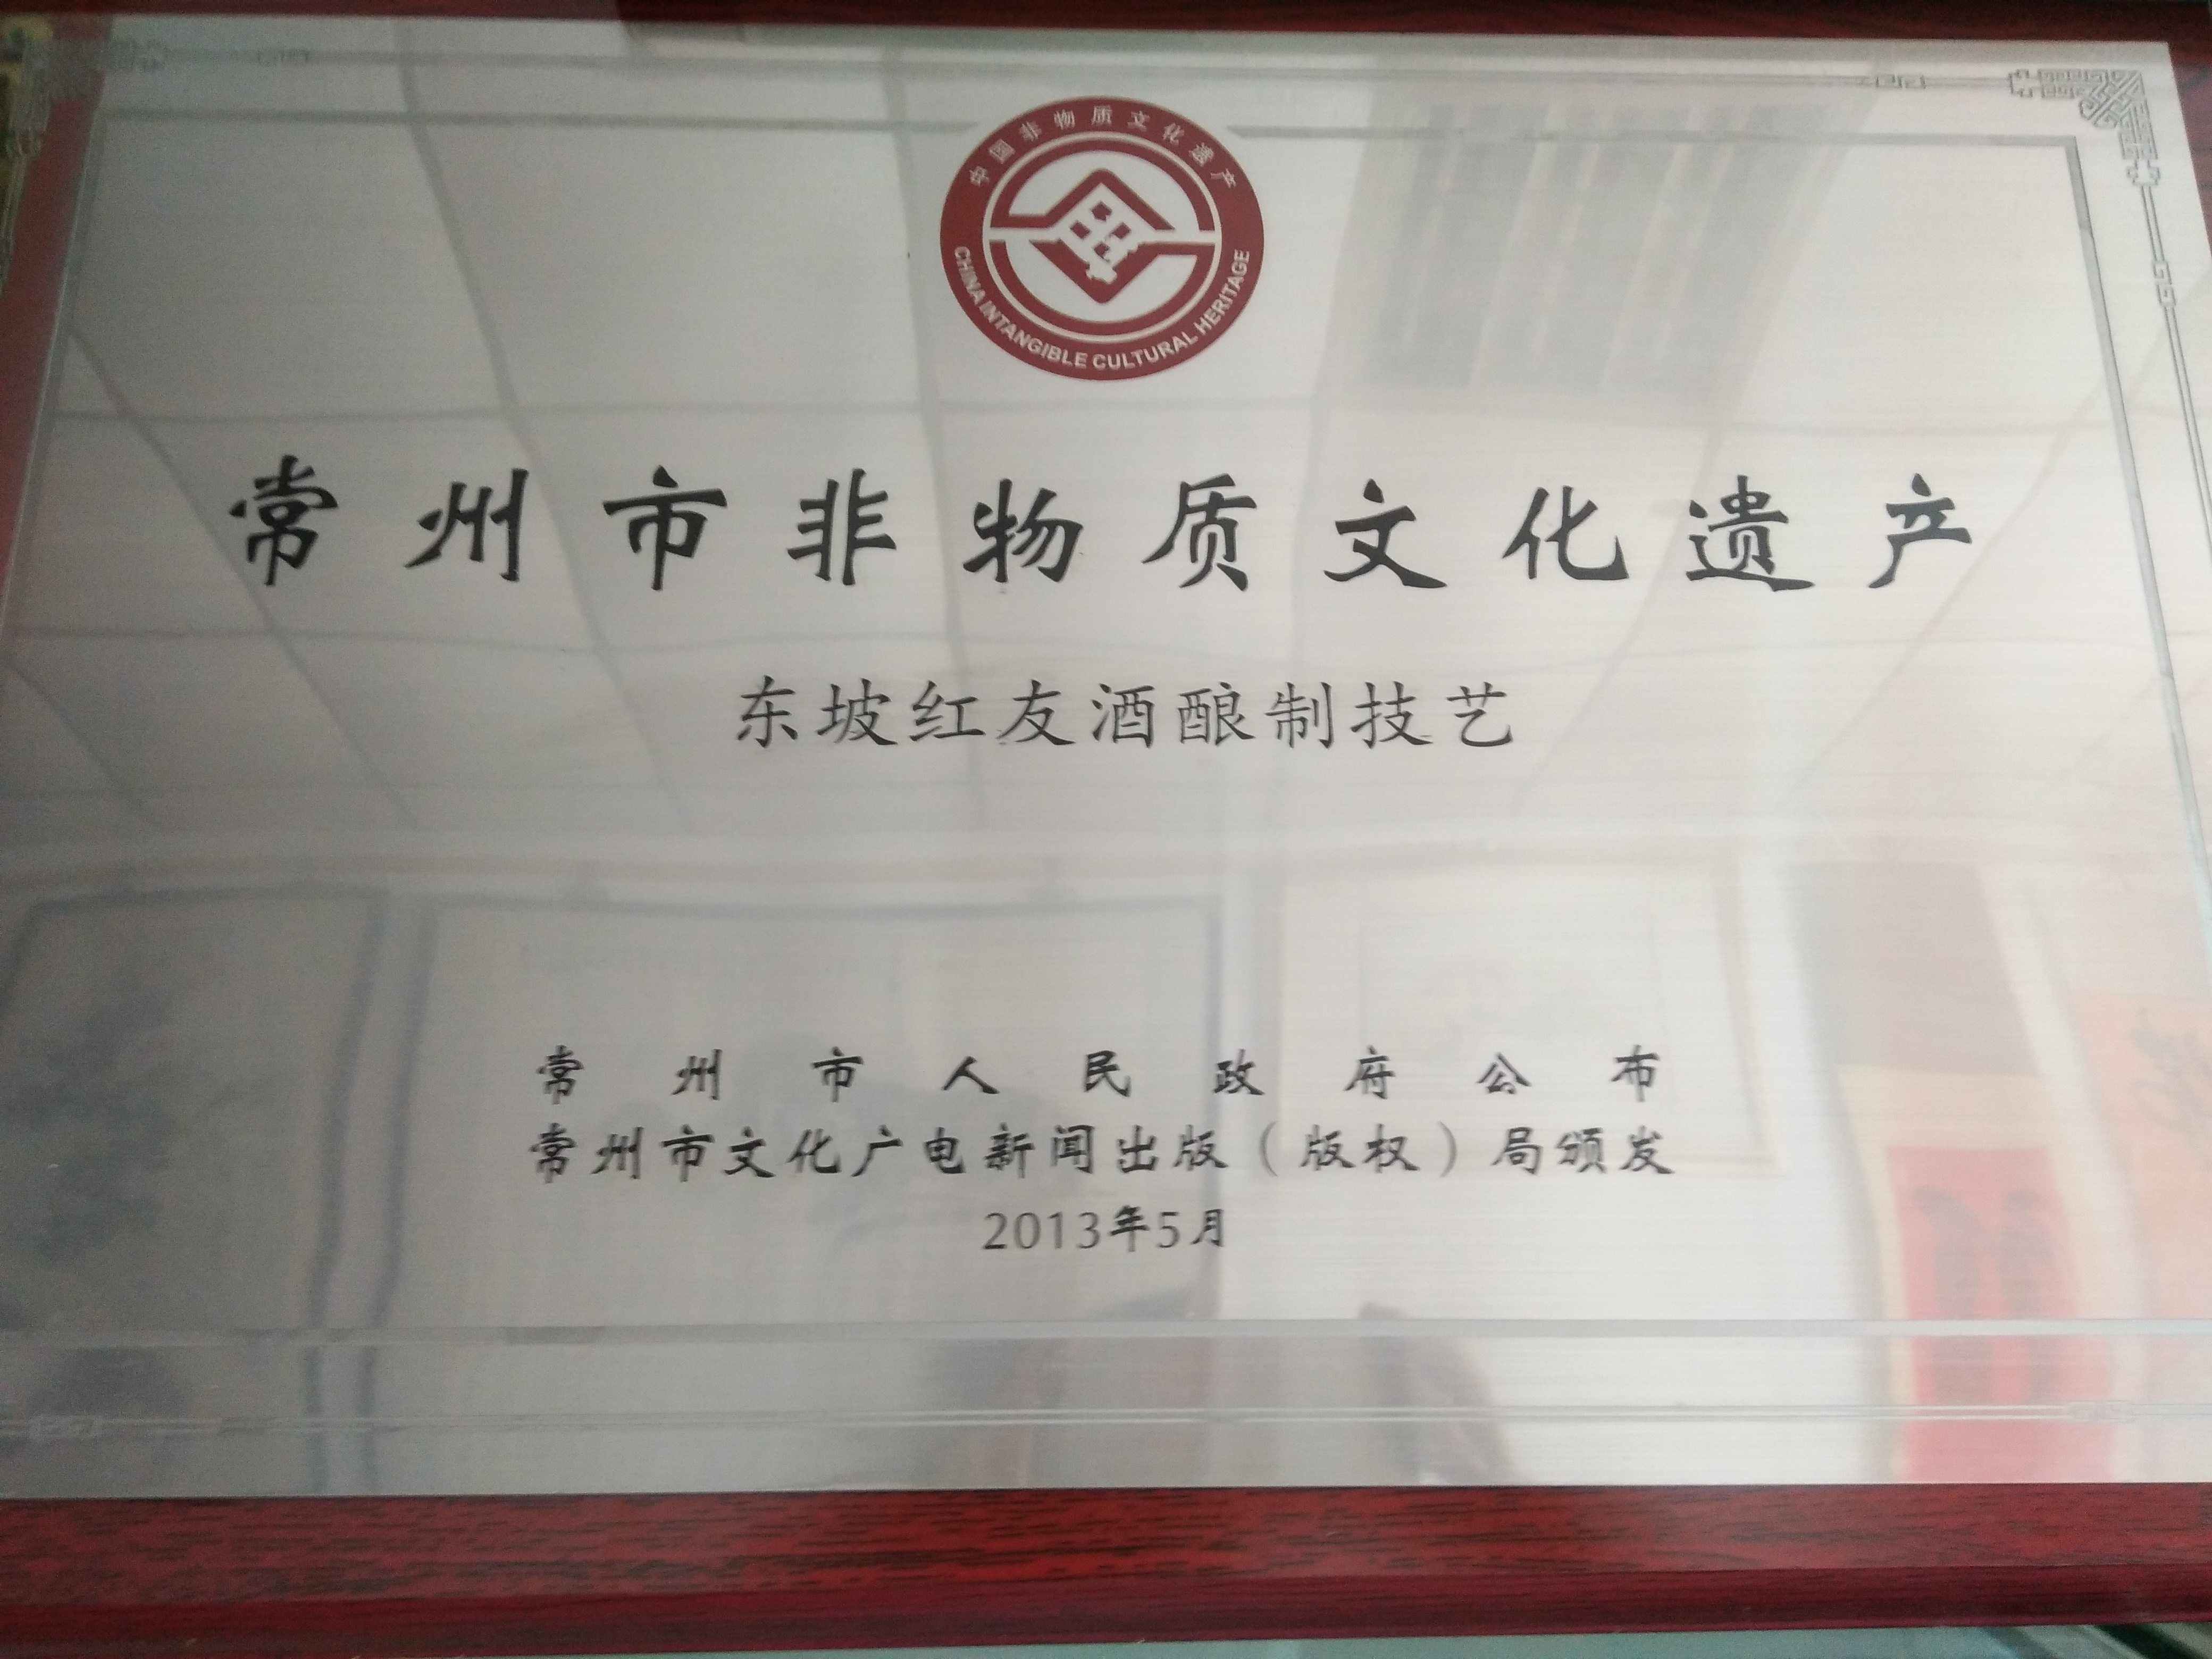 中国非物质文化遗产
CHINA INTANGIBLE CULTURAL HERITAGE
常州市非物质文化遗产
东坡红友酒酿制技艺
常州市人民政府公布
常州市文化广电新闻出版（版权）局颁发
2013年5月